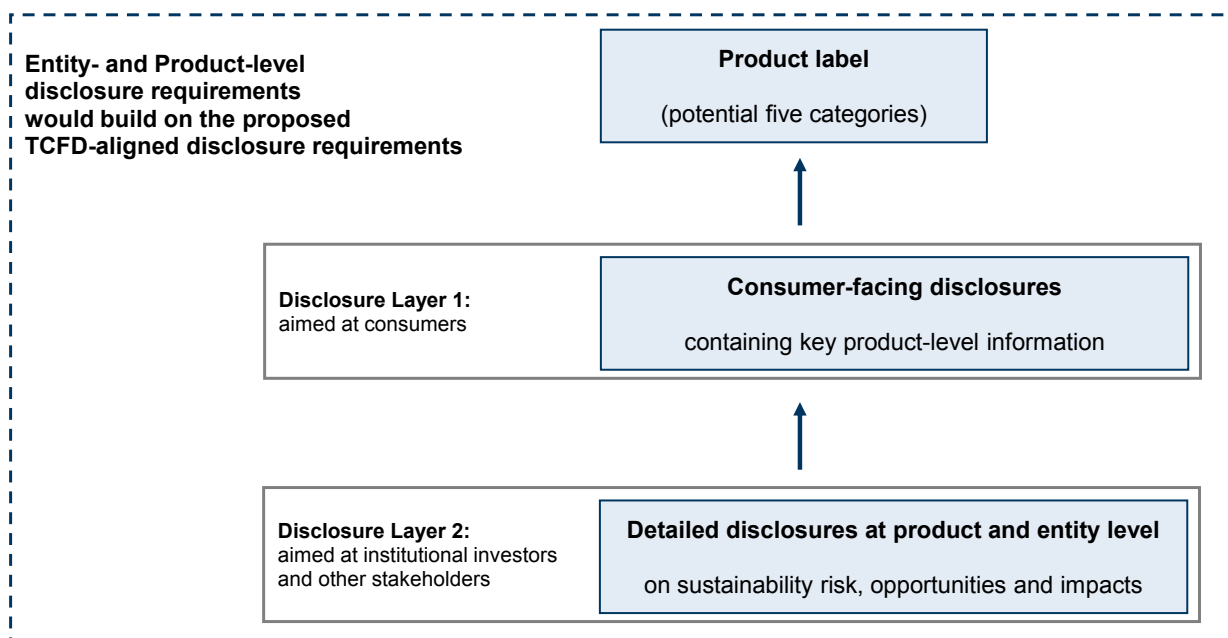 Entity- and Product-level
disclosure requirements
would build on the proposed
TCFD-aligned disclosure requirements
Product label
(potential five categories)
Disclosure Layer 1:
aimed at consumers
Consumer-facing disclosures
containing key product-level information
Disclosure Layer 2:
aimed at institutional investors
and other stakeholders
Detailed disclosures at product and entity level
on sustainability risk, opportunities and impacts